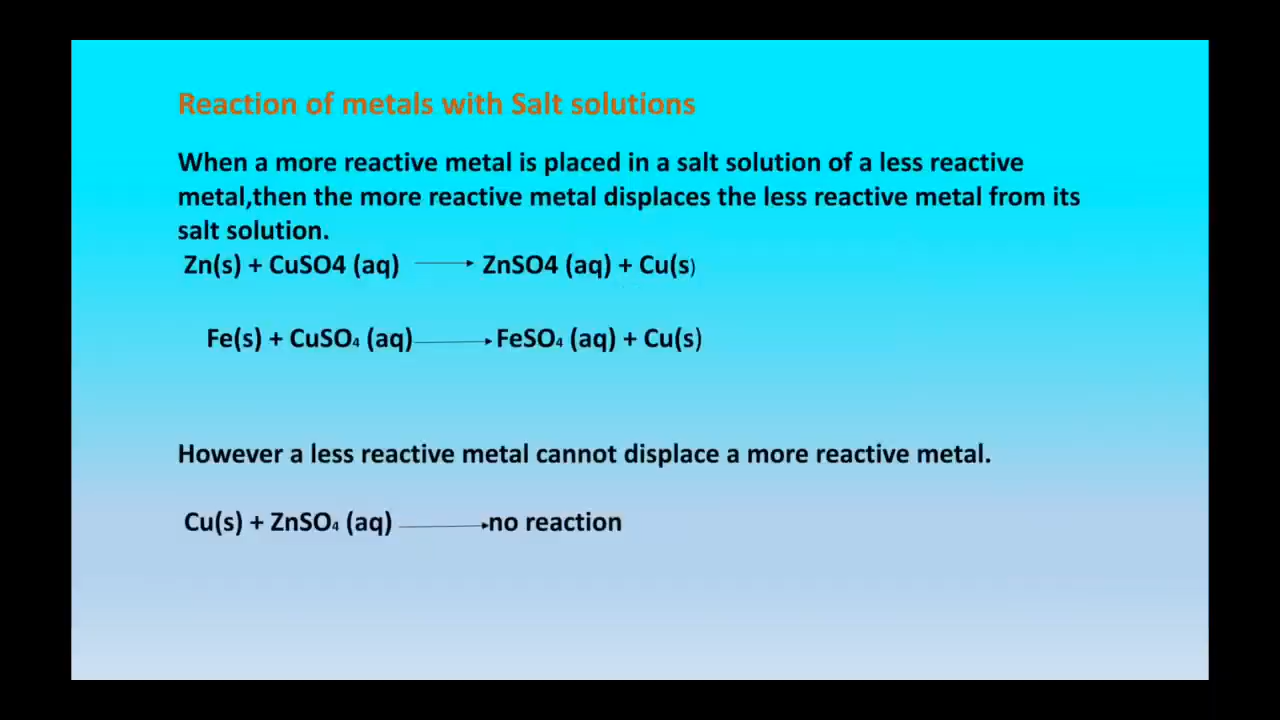 Reaction of metals with Salt solutions
When a more reactive metal is placed in a salt solution of a less reactive
metal,then the more reactive metal displaces the less reactive metal from its
salt solution.
Zn(s) + CuSO4 (aq) → ZnSO4 (aq) + Cu(s)
Fe(s) + CuSO₄ (aq) → FeSO₄ (aq) + Cu(s)
However a less reactive metal cannot displace a more reactive metal.
Cu(s) + ZnSO₄ (aq) → no reaction